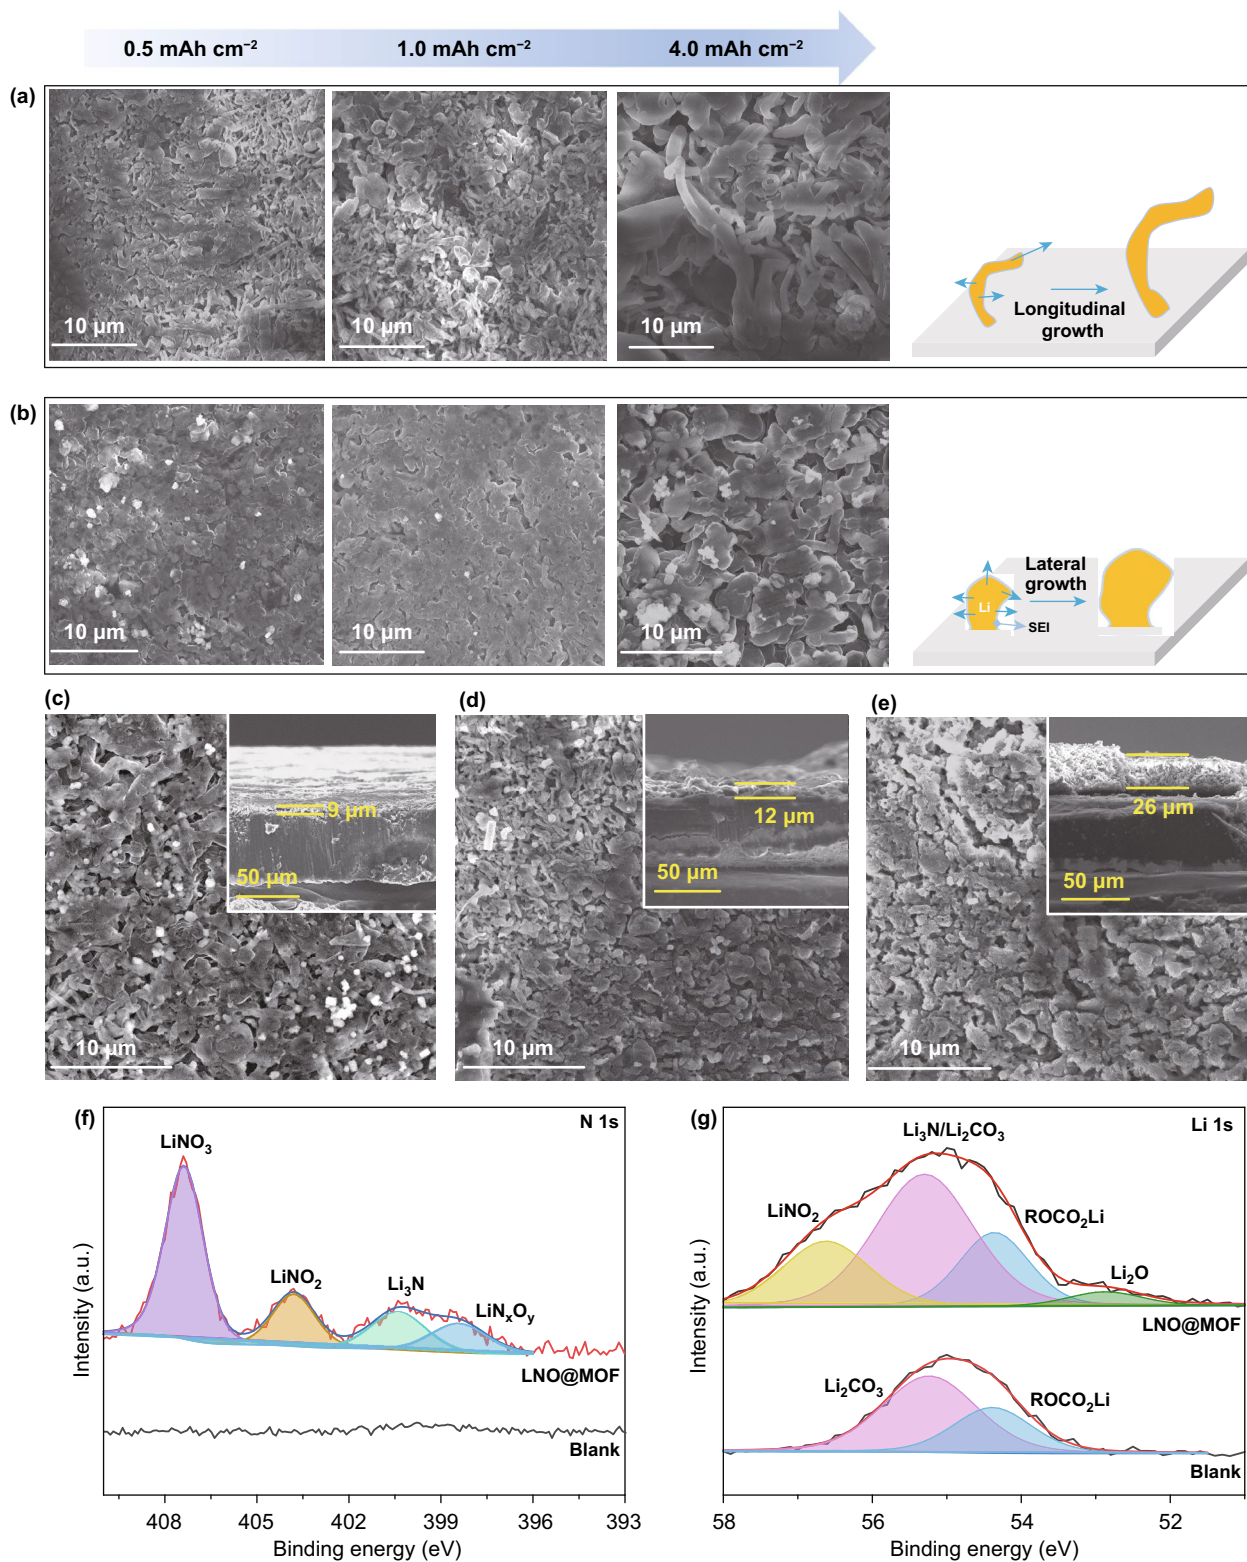 0.5 mAh cm⁻² 1.0 mAh cm⁻² 4.0 mAh cm⁻²
(a)
10 µm 10 µm 10 µm
Longitudinal
growth
(b)
10 µm 10 µm 10 µm
Lateral
growth
Li
SEI
(c) (d) (e)
9 µm
50 µm
10 µm
12 µm
50 µm
10 µm
26 µm
50 µm
10 µm
(f)
N 1s
LiNO₃
LiNO₂
Li₃N
LiNₓOᵧ
LNO@MOF
Blank
Intensity (a.u.)
408 405 402 399 396 393
Binding energy (eV)
(g)
Li 1s
Li₃N/Li₂CO₃
LiNO₂
ROCO₂Li
Li₂O
LNO@MOF
Li₂CO₃
ROCO₂Li
Blank
Intensity (a.u.)
58 56 54 52
Binding energy (eV)